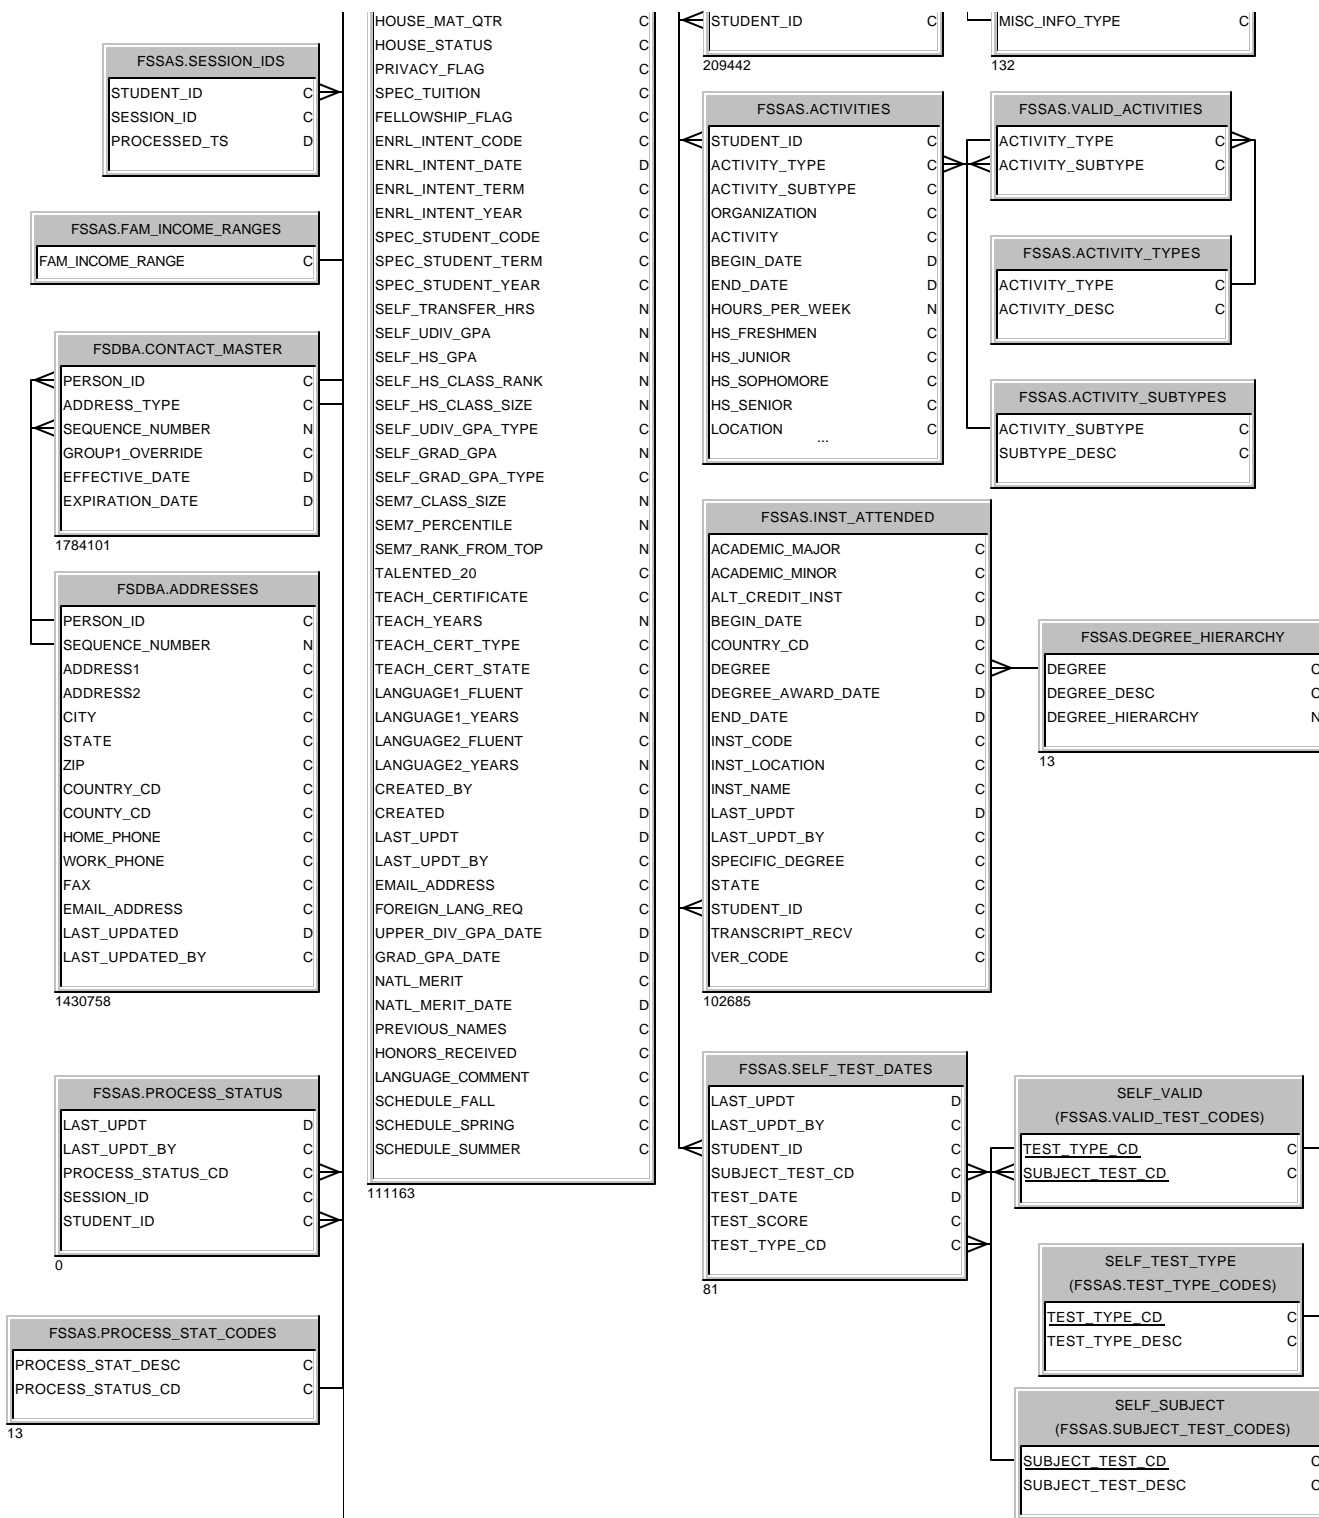 FSSAS.SESSION_IDS
STUDENT_ID C
SESSION_ID C
PROCESSED_TS D
FSSAS.FAM_INCOME_RANGES
FAM_INCOME_RANGE C
FSDBA.CONTACT_MASTER
PERSON_ID C
ADDRESS_TYPE C
SEQUENCE_NUMBER N
GROUP1_OVERRIDE C
EFFECTIVE_DATE D
EXPIRATION_DATE D
1784101
FSDBA.ADDRESSES
PERSON_ID C
SEQUENCE_NUMBER N
ADDRESS1 C
ADDRESS2 C
CITY C
STATE C
ZIP C
COUNTRY_CD C
COUNTY_CD C
HOME_PHONE C
WORK_PHONE C
FAX C
EMAIL_ADDRESS C
LAST_UPDATED D
LAST_UPDATED_BY C
1430758
FSSAS.PROCESS_STATUS
LAST_UPDT D
LAST_UPDT_BY C
PROCESS_STATUS_CD C
SESSION_ID C
STUDENT_ID C
0
FSSAS.PROCESS_STAT_CODES
PROCESS_STAT_DESC C
PROCESS_STATUS_CD C
13
HOUSE_MAT_QTR C
HOUSE_STATUS C
PRIVACY_FLAG C
SPEC_TUITION C
FELLOWSHIP_FLAG C
ENRL_INTENT_CODE C
ENRL_INTENT_DATE D
ENRL_INTENT_TERM C
ENRL_INTENT_YEAR C
SPEC_STUDENT_CODE C
SPEC_STUDENT_TERM C
SPEC_STUDENT_YEAR C
SELF_TRANSFER_HRS N
SELF_UDIV_GPA N
SELF_HS_GPA N
SELF_HS_CLASS_RANK N
SELF_HS_CLASS_SIZE N
SELF_UDIV_GPA_TYPE C
SELF_GRAD_GPA N
SELF_GRAD_GPA_TYPE C
SEM7_CLASS_SIZE N
SEM7_PERCENTILE N
SEM7_RANK_FROM_TOP N
TALENTED_20 C
TEACH_CERTIFICATE C
TEACH_YEARS N
TEACH_CERT_TYPE C
TEACH_CERT_STATE C
LANGUAGE1_FLUENT C
LANGUAGE1_YEARS N
LANGUAGE2_FLUENT C
LANGUAGE2_YEARS N
CREATED_BY C
CREATED D
LAST_UPDT D
LAST_UPDT_BY C
EMAIL_ADDRESS C
FOREIGN_LANG_REQ C
UPPER_DIV_GPA_DATE D
GRAD_GPA_DATE D
NATL_MERIT C
NATL_MERIT_DATE D
PREVIOUS_NAMES C
HONORS_RECEIVED C
LANGUAGE_COMMENT C
SCHEDULE_FALL C
SCHEDULE_SPRING C
SCHEDULE_SUMMER C
111163
STUDENT_ID C
209442
FSSAS.ACTIVITIES
STUDENT_ID C
ACTIVITY_TYPE C
ACTIVITY_SUBTYPE C
ORGANIZATION C
ACTIVITY C
BEGIN_DATE D
END_DATE D
HOURS_PER_WEEK N
HS_FRESHMEN C
HS_JUNIOR C
HS_SOPHOMORE C
HS_SENIOR C
LOCATION C
...
FSSAS.INST_ATTENDED
ACADEMIC_MAJOR C
ACADEMIC_MINOR C
ALT_CREDIT_INST C
BEGIN_DATE D
COUNTRY_CD C
DEGREE C
DEGREE_AWARD_DATE D
END_DATE D
INST_CODE C
INST_LOCATION C
INST_NAME C
LAST_UPDT D
LAST_UPDT_BY C
SPECIFIC_DEGREE C
STATE C
STUDENT_ID C
TRANSCRIPT_RECV C
VER_CODE C
102685
FSSAS.SELF_TEST_DATES
LAST_UPDT D
LAST_UPDT_BY C
STUDENT_ID C
SUBJECT_TEST_CD C
TEST_DATE D
TEST_SCORE C
TEST_TYPE_CD C
81
MISC_INFO_TYPE C
132
FSSAS.VALID_ACTIVITIES
ACTIVITY_TYPE C
ACTIVITY_SUBTYPE C
FSSAS.ACTIVITY_TYPES
ACTIVITY_TYPE C
ACTIVITY_DESC C
FSSAS.ACTIVITY_SUBTYPES
ACTIVITY_SUBTYPE C
SUBTYPE_DESC C
FSSAS.DEGREE_HIERARCHY
DEGREE C
DEGREE_DESC C
DEGREE_HIERARCHY N
13
SELF_VALID
(FSSAS.VALID_TEST_CODES)
TEST_TYPE_CD C
SUBJECT_TEST_CD C
SELF_TEST_TYPE
(FSSAS.TEST_TYPE_CODES)
TEST_TYPE_CD C
TEST_TYPE_DESC C
SELF_SUBJECT
(FSSAS.SUBJECT_TEST_CODES)
SUBJECT_TEST_CD C
SUBJECT_TEST_DESC C